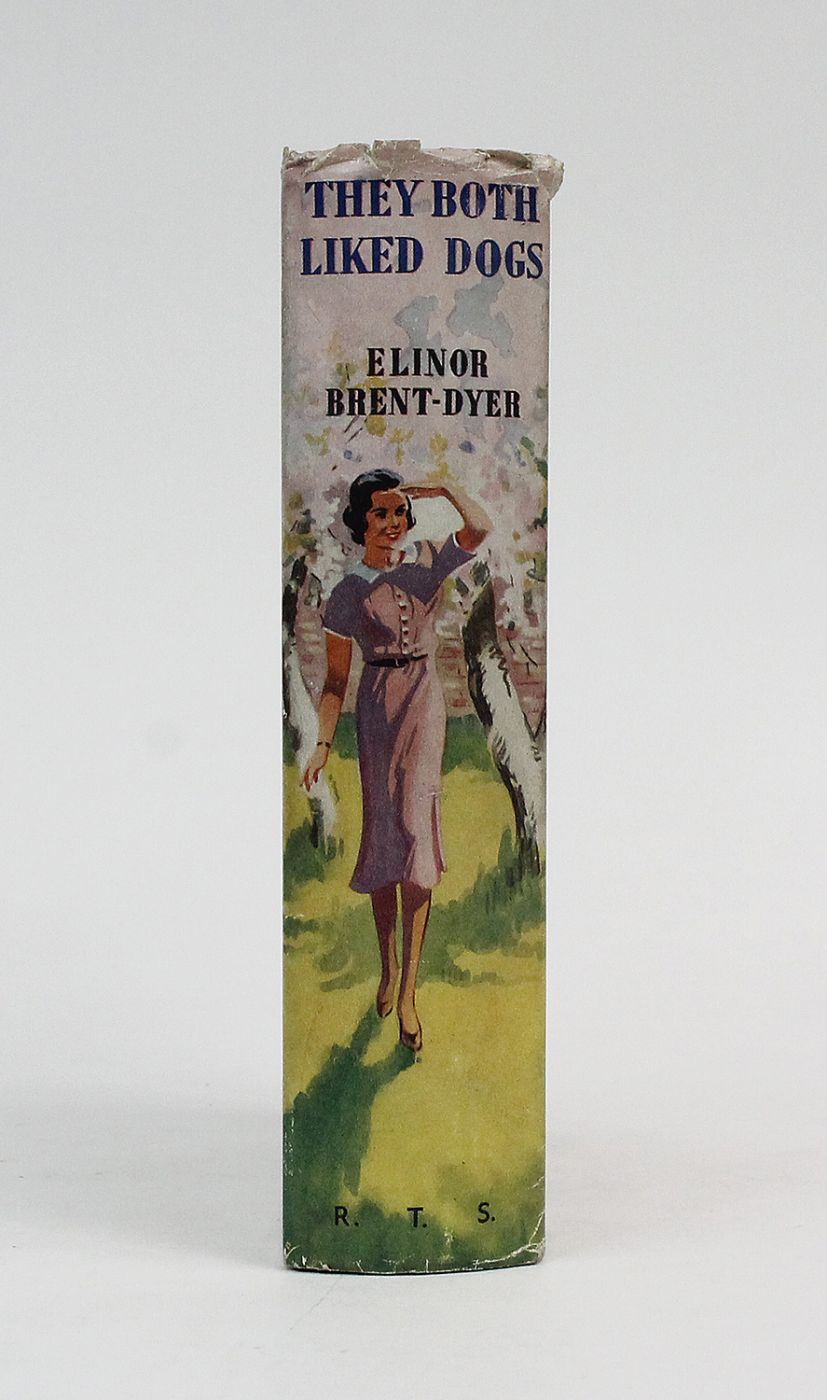 THEY BOTH
LIKED DOGS
ELINOR
BRENT-DYER
R. T. S.